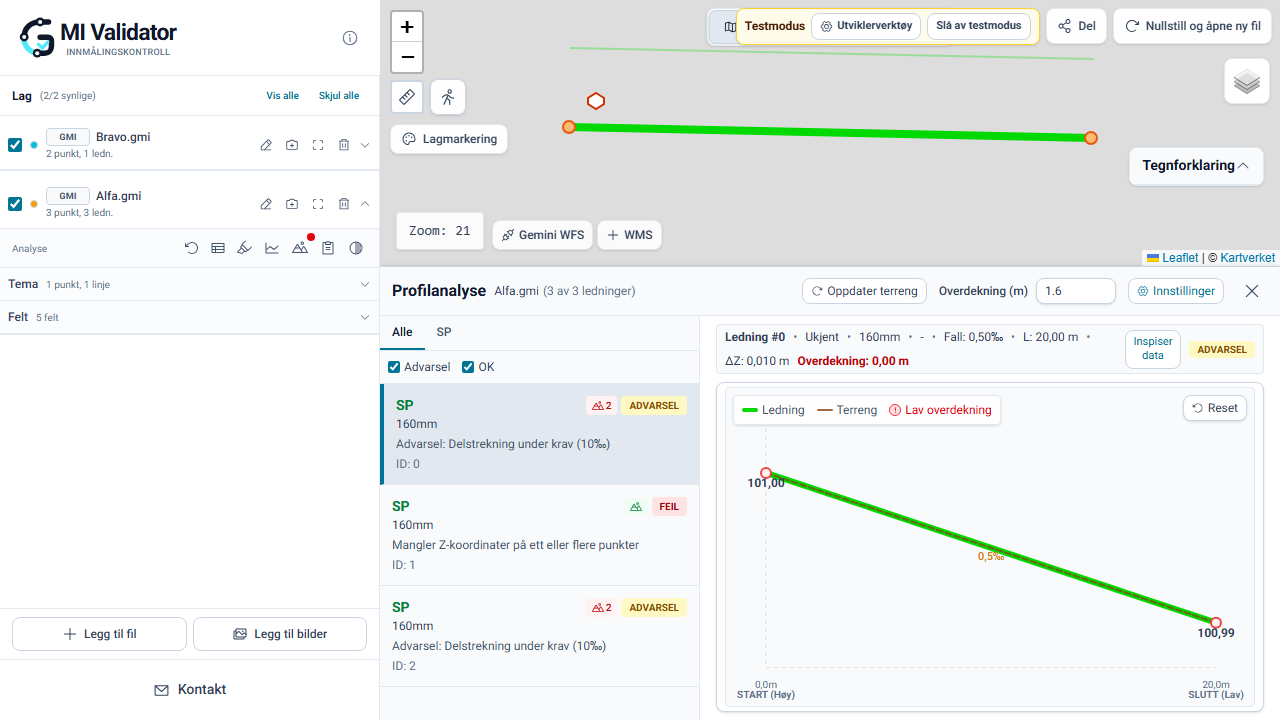 MI Validator
INNMÅLINGSKONTROLL
Lag (2/2 synlige) Vis alle Skjul alle
GMI Bravo.gmi
2 punkt, 1 ledn.
GMI Alfa.gmi
3 punkt, 3 ledn.
Analyse
Tema 1 punkt, 1 linje
Felt 5 felt
Legg til fil Legg til bilder
Kontakt
+
−
Testmodus Utviklerverktøy Slå av testmodus
Del
Nullstill og åpne ny fil
Lagmarkering
Tegnforklaring
Zoom: 21
Gemini WFS
WMS
Leaflet | © Kartverket
Profilanalyse Alfa.gmi (3 av 3 ledninger)
Oppdater terreng
Overdekning (m) 1.6
Innstillinger
Alle SP
Advarsel OK
SP 2 ADVARSEL
160mm
Advarsel: Delstrekning under krav (10‰)
ID: 0
SP FEIL
160mm
Mangler Z-koordinater på ett eller flere punkter
ID: 1
SP 2 ADVARSEL
160mm
Advarsel: Delstrekning under krav (10‰)
ID: 2
Ledning #0 • Ukjent • 160mm • - • Fall: 0,50‰ • L: 20,00 m •
ΔZ: 0,010 m Overdekning: 0,00 m
Inspiser
data
ADVARSEL
Ledning Terreng Lav overdekning
Reset
101,00
0,5‰
100,99
0,0m 20,0m
START (Høy) SLUTT (Lav)